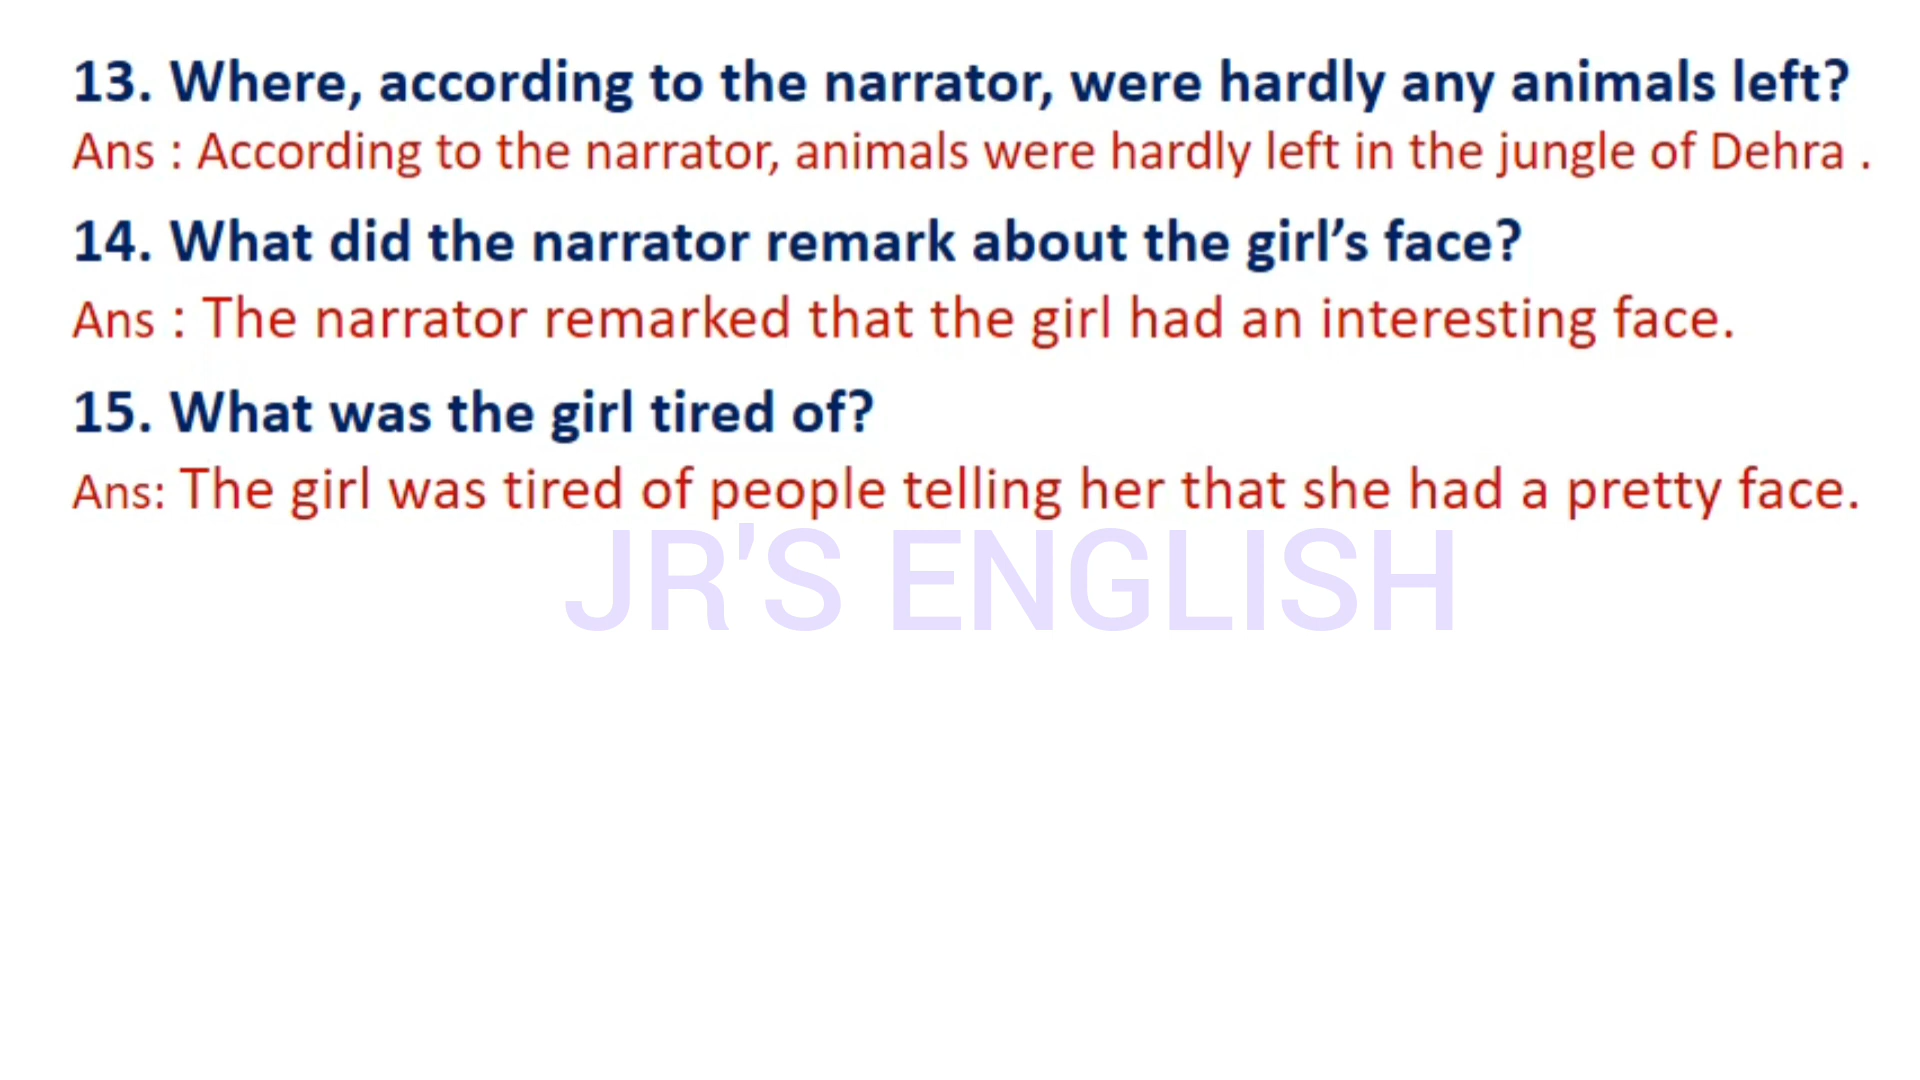 13. Where, according to the narrator, were hardly any animals left?
Ans : According to the narrator, animals were hardly left in the jungle of Dehra .
14. What did the narrator remark about the girl’s face?
Ans : The narrator remarked that the girl had an interesting face.
15. What was the girl tired of?
Ans: The girl was tired of people telling her that she had a pretty face.
JR'S ENGLISH